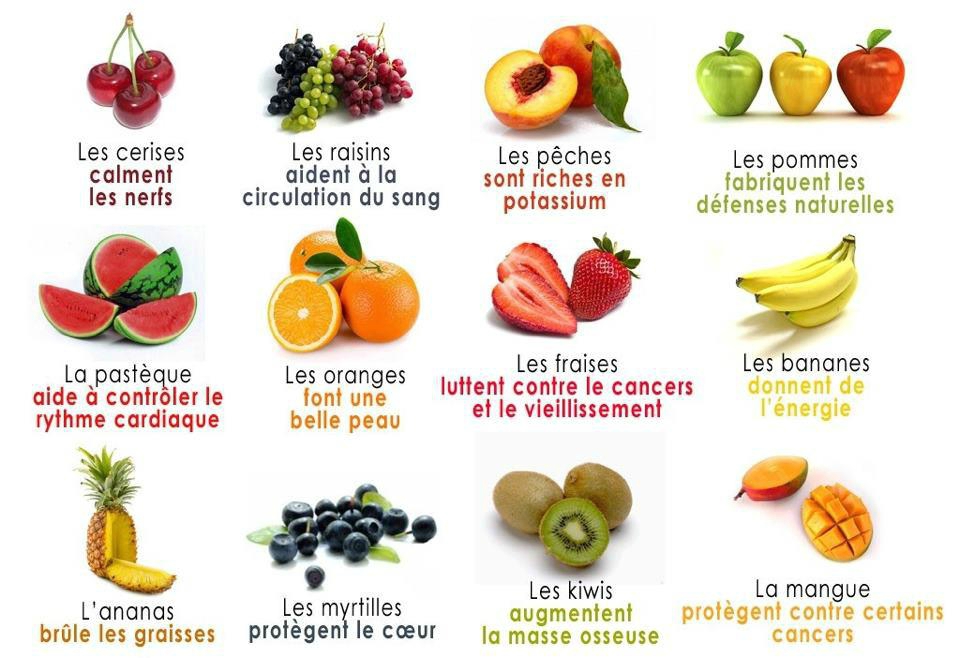 Les cerises
calment
les nerfs
Les raisins
aident à la
circulation du sang
Les pêches
sont riches en
potassium
Les pommes
fabriquent les
défenses naturelles
La pastèque
aide à contrôler le
rythme cardiaque
Les oranges
font une
belle peau
Les fraises
luttent contre le cancers
et le vieillissement
Les bananes
donnent de
l'énergie
L'ananas
brûle les graisses
Les myrtilles
protègent le cœur
Les kiwis
augmentent
la masse osseuse
La mangue
protègent contre certains
cancers